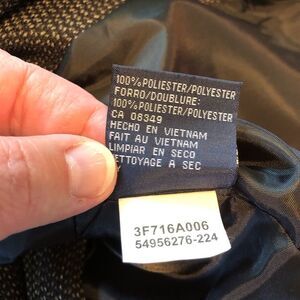 100% POLIESTER/POLYESTER
FORRO/DOUBLURE:
100% POLIESTER/POLYESTER
CA 08349
HECHO EN VIETNAM
FAIT AU VIETNAM
LIMPIAR EN SECO
NETTOYAGE A SEC
3F716A006
54956276-224